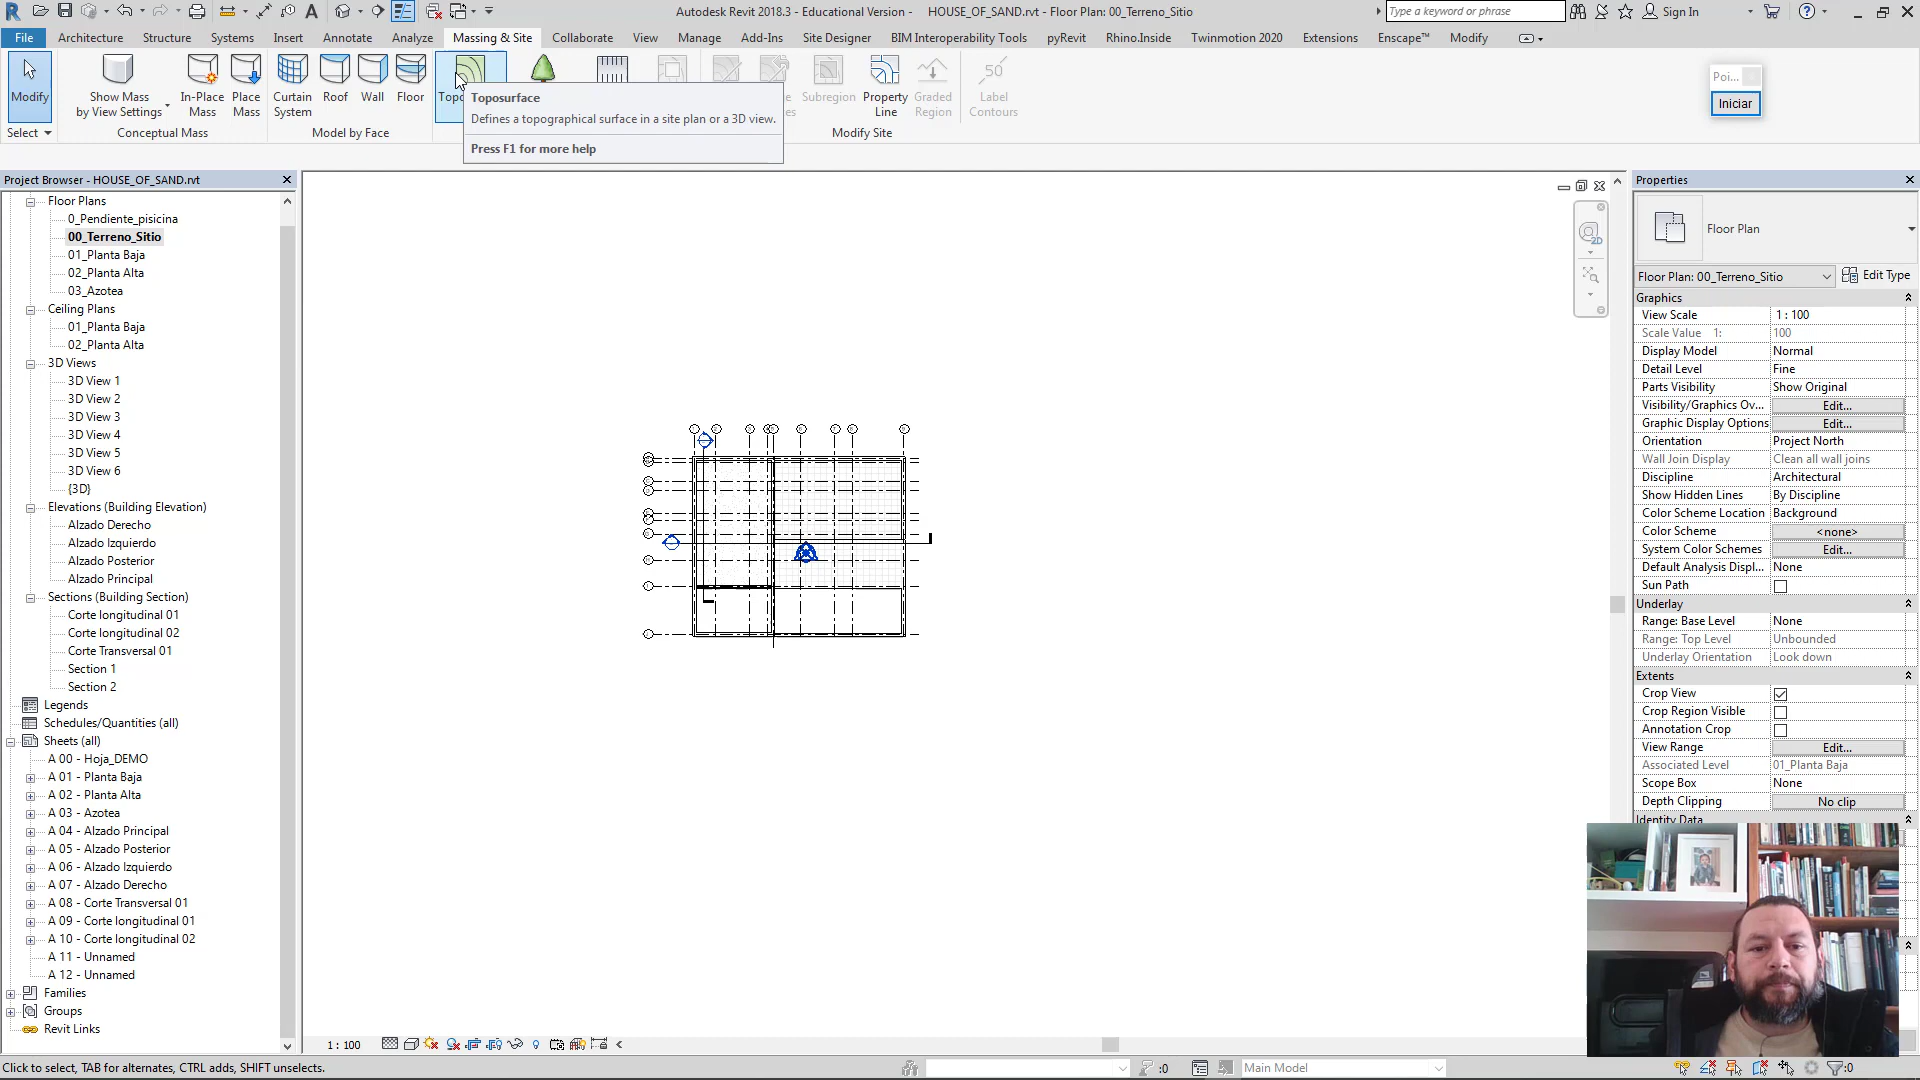 Autodesk Revit 2018.3 - Educational Version - HOUSE_OF_SAND.rvt - Floor Plan: 00_Terreno_Sitio
Type a keyword or phrase
Sign In
File Architecture Structure Systems Insert Annotate Analyze Massing & Site Collaborate View Manage Add-Ins Site Designer BIM Interoperability Tools pyRevit Rhino.Inside Twinmotion 2020 Extensions Enscape™ Modify
Modify
Show Mass
by View Settings
In-Place
Mass
Place
Mass
Curtain
System
Roof
Wall
Floor
Subregion
Property
Line
Graded
Region
50
Label
Contours
Select
Conceptual Mass
Model by Face
Modify Site
Toposurface
Defines a topographical surface in a site plan or a 3D view.
Press F1 for more help
Poi...
Iniciar
Project Browser - HOUSE_OF_SAND.rvt
Floor Plans
0_Pendiente_pisicina
00_Terreno_Sitio
01_Planta Baja
02_Planta Alta
03_Azotea
Ceiling Plans
01_Planta Baja
02_Planta Alta
3D Views
3D View 1
3D View 2
3D View 3
3D View 4
3D View 5
3D View 6
{3D}
Elevations (Building Elevation)
Alzado Derecho
Alzado Izquierdo
Alzado Posterior
Alzado Principal
Sections (Building Section)
Corte longitudinal 01
Corte longitudinal 02
Corte Transversal 01
Section 1
Section 2
Legends
Schedules/Quantities (all)
Sheets (all)
A 00 - Hoja_DEMO
A 01 - Planta Baja
A 02 - Planta Alta
A 03 - Azotea
A 04 - Alzado Principal
A 05 - Alzado Posterior
A 06 - Alzado Izquierdo
A 07 - Alzado Derecho
A 08 - Corte Transversal 01
A 09 - Corte longitudinal 01
A 10 - Corte longitudinal 02
A 11 - Unnamed
A 12 - Unnamed
Families
Groups
Revit Links
2D
Properties
Floor Plan
Floor Plan: 00_Terreno_Sitio
Edit Type
Graphics
View Scale 1 : 100
Scale Value 1: 100
Display Model Normal
Detail Level Fine
Parts Visibility Show Original
Visibility/Graphics Ov... Edit...
Graphic Display Options Edit...
Orientation Project North
Wall Join Display Clean all wall joins
Discipline Architectural
Show Hidden Lines By Discipline
Color Scheme Location Background
Color Scheme <none>
System Color Schemes Edit...
Default Analysis Displ... None
Sun Path
Underlay
Range: Base Level None
Range: Top Level Unbounded
Underlay Orientation Look down
Extents
Crop View
Crop Region Visible
Annotation Crop
View Range Edit...
Associated Level 01_Planta Baja
Scope Box None
Depth Clipping No clip
Identity Data
1 : 100
Click to select, TAB for alternates, CTRL adds, SHIFT unselects.
:0
Main Model
:0